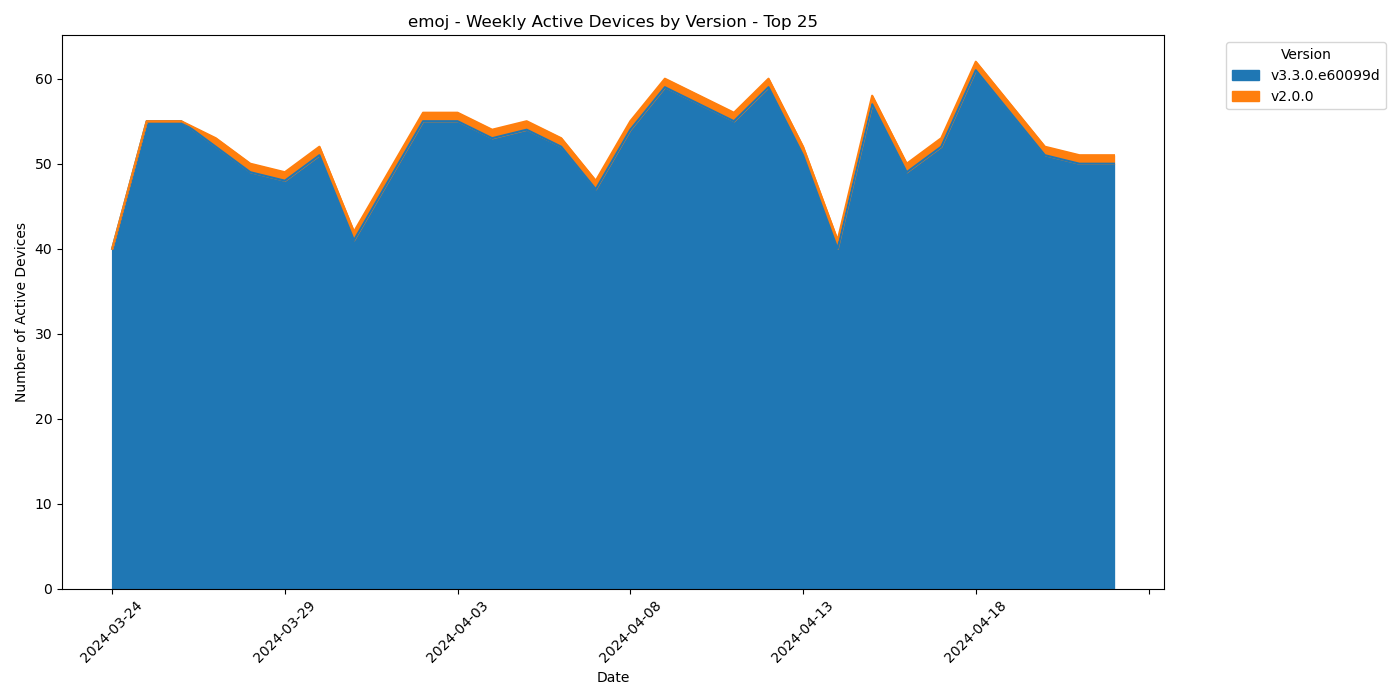 emoj - Weekly Active Devices by Version - Top 25
Version
v3.3.0.e60099d
v2.0.0
Number of Active Devices
60
50
40
30
20
10
0
2024-03-24
2024-03-29
2024-04-03
2024-04-08
2024-04-13
2024-04-18
Date